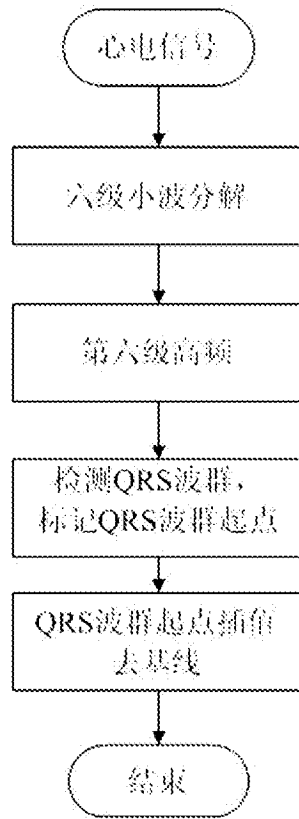 心电信号
六级小波分解
第六级高频
检测QRS波群,
标记QRS波群起点
QRS波群起点插值
去基线
结束